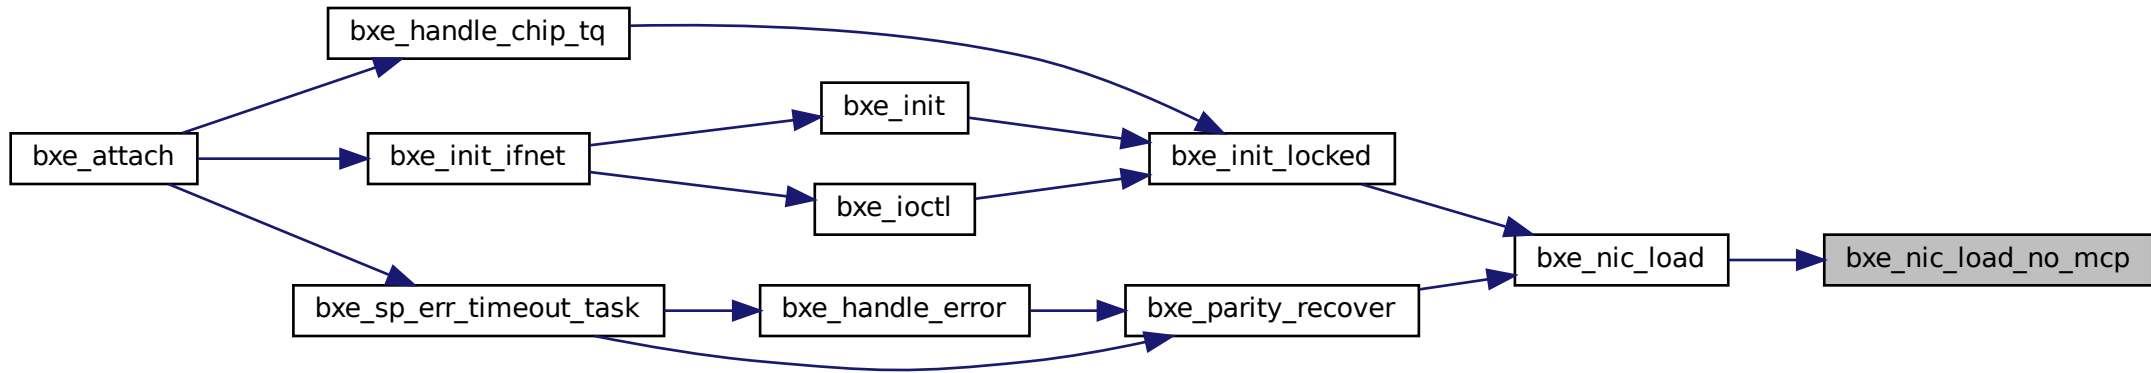 bxe_handle_chip_tq
bxe_init
bxe_attach
bxe_init_ifnet
bxe_init_locked
bxe_ioctl
bxe_nic_load
bxe_nic_load_no_mcp
bxe_sp_err_timeout_task
bxe_handle_error
bxe_parity_recover